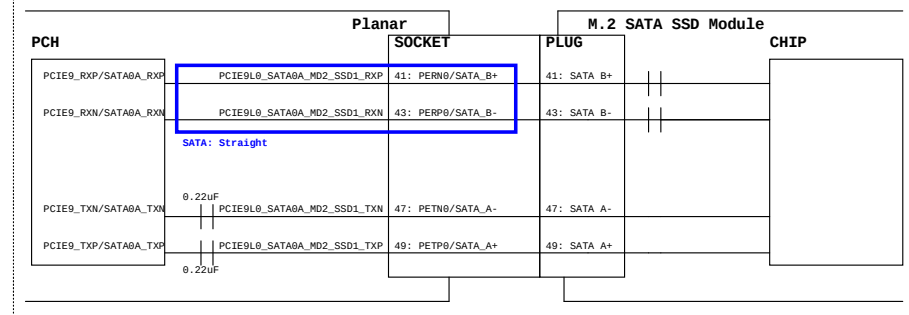 Planar M.2 SATA SSD Module
PCH SOCKET PLUG CHIP
PCIE9_RXP/SATA0A_RXP PCIE9L0_SATA0A_MD2_SSD1_RXP 41: PERN0/SATA_B+ 41: SATA B+
PCIE9_RXN/SATA0A_RXN PCIE9L0_SATA0A_MD2_SSD1_RXN 43: PERP0/SATA_B- 43: SATA B-
SATA: Straight
0.22uF
PCIE9_TXN/SATA0A_TXN PCIE9L0_SATA0A_MD2_SSD1_TXN 47: PETN0/SATA_A- 47: SATA A-
PCIE9_TXP/SATA0A_TXP PCIE9L0_SATA0A_MD2_SSD1_TXP 49: PETP0/SATA_A+ 49: SATA A+
0.22uF